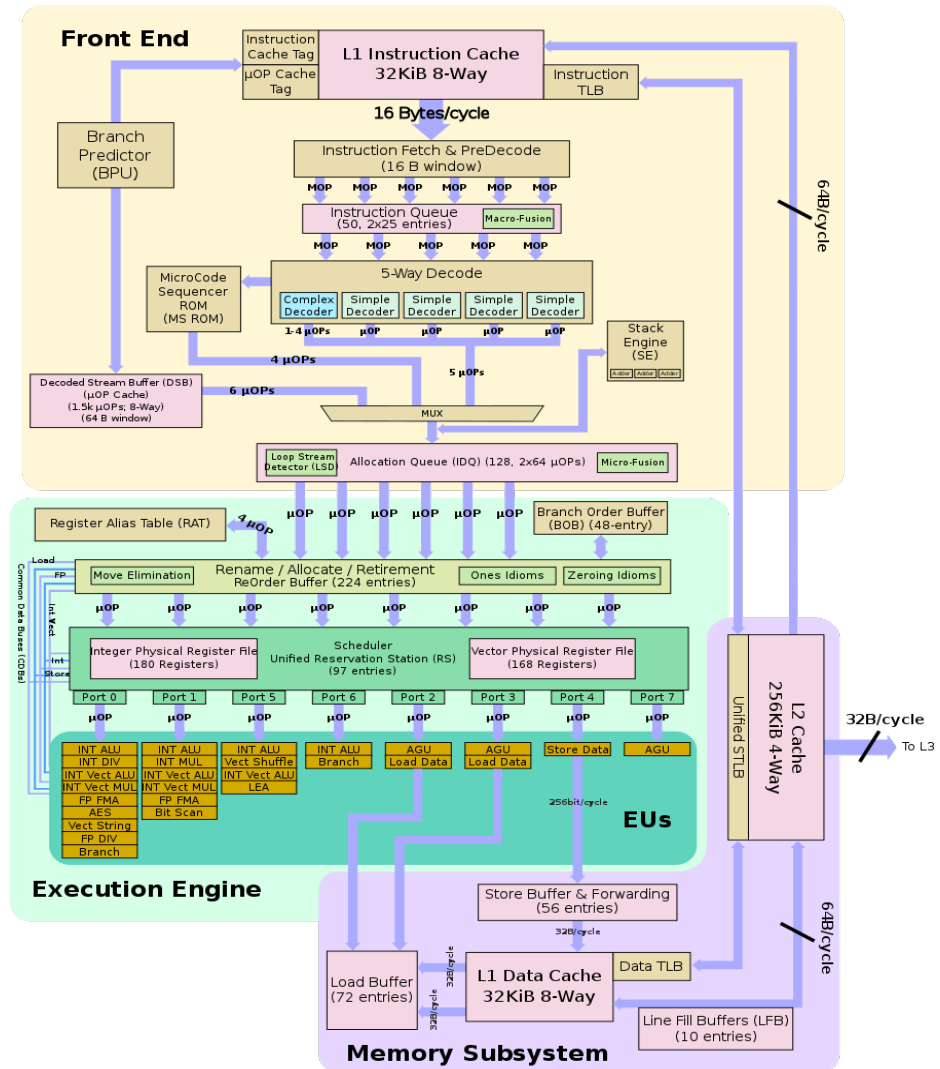 Front End
Instruction
Cache Tag
µOP Cache
Tag
L1 Instruction Cache
32KiB 8-Way
Instruction
TLB
16 Bytes/cycle
Branch
Predictor
(BPU)
Instruction Fetch & PreDecode
(16 B window)
MOP MOP MOP MOP MOP MOP
Instruction Queue
(50, 2x25 entries)
Macro-Fusion
MOP MOP MOP MOP MOP
64B/cycle
MicroCode
Sequencer
ROM
(MS ROM)
5-Way Decode
Complex
Decoder
Simple
Decoder
Simple
Decoder
Simple
Decoder
Simple
Decoder
1-4 µOPs µOP µOP µOP µOP
Stack
Engine
(SE)
Adder Adder Adder
4 µOPs
5 µOPs
Decoded Stream Buffer (DSB)
(µOP Cache)
(1.5k µOPs; 8-Way)
(64 B window)
6 µOPs
MUX
Loop Stream
Detector (LSD)
Allocation Queue (IDQ) (128, 2x64 µOPs)
Micro-Fusion
Register Alias Table (RAT)
4 µOP
µOP µOP µOP µOP µOP µOP
Branch Order Buffer
(BOB) (48-entry)
Load
FP
Common Data Buses (CDBs)
Int Vect
Int
Store
Move Elimination
Rename / Allocate / Retirement
ReOrder Buffer (224 entries)
Ones Idioms
Zeroing Idioms
µOP µOP µOP µOP µOP µOP µOP µOP
Integer Physical Register File
(180 Registers)
Scheduler
Unified Reservation Station (RS)
(97 entries)
Vector Physical Register File
(168 Registers)
Port 0 Port 1 Port 5 Port 6 Port 2 Port 3 Port 4 Port 7
µOP µOP µOP µOP µOP µOP µOP µOP
INT ALU
INT DIV
INT Vect ALU
INT Vect MUL
FP FMA
AES
Vect String
FP DIV
Branch
INT ALU
INT MUL
INT Vect ALU
INT Vect MUL
FP FMA
Bit Scan
INT ALU
Vect Shuffle
INT Vect ALU
LEA
INT ALU
Branch
AGU
Load Data
AGU
Load Data
Store Data
AGU
256bit/cycle
EUs
Execution Engine
Unified STLB
L2 Cache
256KiB 4-Way
32B/cycle
To L3
Store Buffer & Forwarding
(56 entries)
32B/cycle
64B/cycle
Load Buffer
(72 entries)
32B/cycle
32B/cycle
L1 Data Cache
32KiB 8-Way
Data TLB
Line Fill Buffers (LFB)
(10 entries)
Memory Subsystem